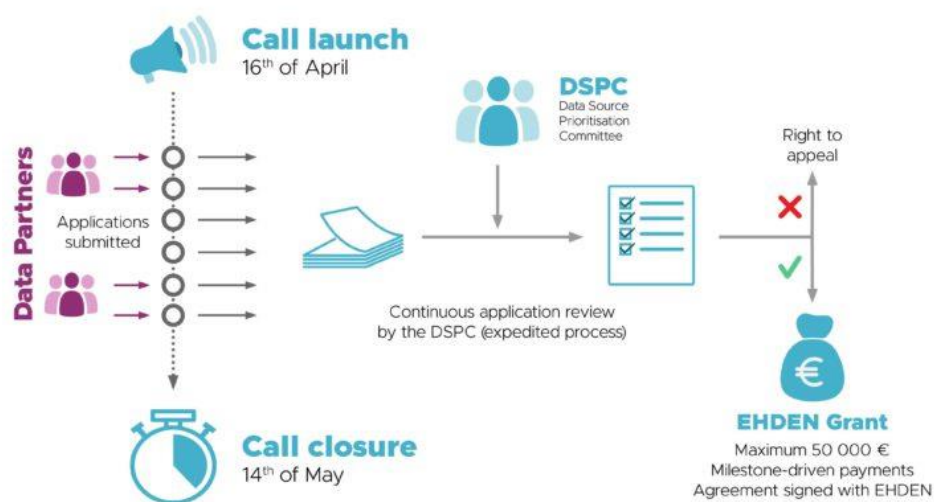 Call launch
16th of April
DSPC
Data Source
Prioritisation
Committee
Right to
appeal
Data Partners
Applications
submitted
Continuous application review
by the DSPC (expedited process)
€
EHDEN Grant
Maximum 50 000 €
Milestone-driven payments
Agreement signed with EHDEN
Call closure
14th of May